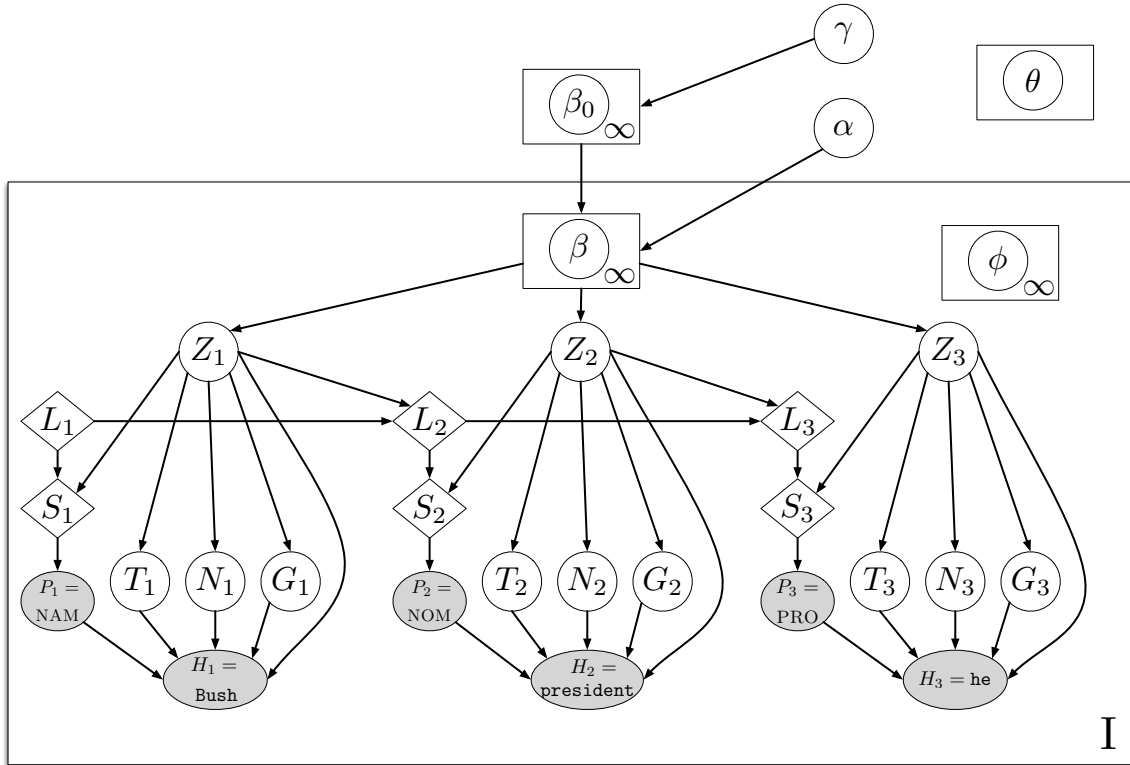 γ
θ
β₀
∞
α
β
∞
ϕ
∞
Z₁ Z₂ Z₃
L₁ L₂ L₃
S₁ S₂ S₃
P₁ = NAM
T₁ N₁ G₁
P₂ = NOM
T₂ N₂ G₂
P₃ = PRO
T₃ N₃ G₃
H₁ =
Bush
H₂ =
president
H₃ = he
I